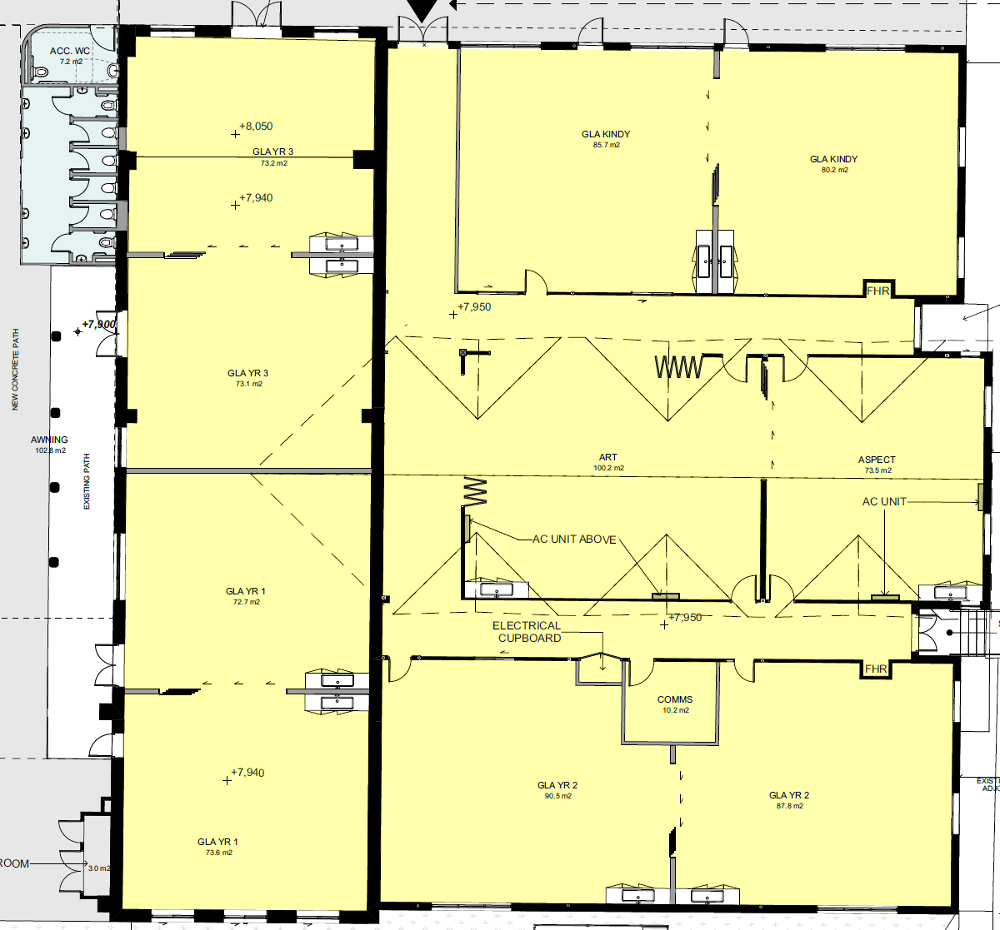 ACC. WC
7.2 m2
+8,050
GLA YR 3
73.2 m2
+7,940
GLA KINDY
85.7 m2
GLA KINDY
80.2 m2
FHR
+7,950
+7,900
NEW CONCRETE PATH
GLA YR 3
73.1 m2
AWNING
102.8 m2
EXISTING PATH
ART
100.2 m2
ASPECT
73.5 m2
AC UNIT
AC UNIT ABOVE
GLA YR 1
72.7 m2
+7,950
ELECTRICAL
CUPBOARD
FHR
COMMS
10.2 m2
+7,940
GLA YR 2
90.5 m2
GLA YR 2
87.8 m2
GLA YR 1
73.6 m2
ROOM
3.0 m2